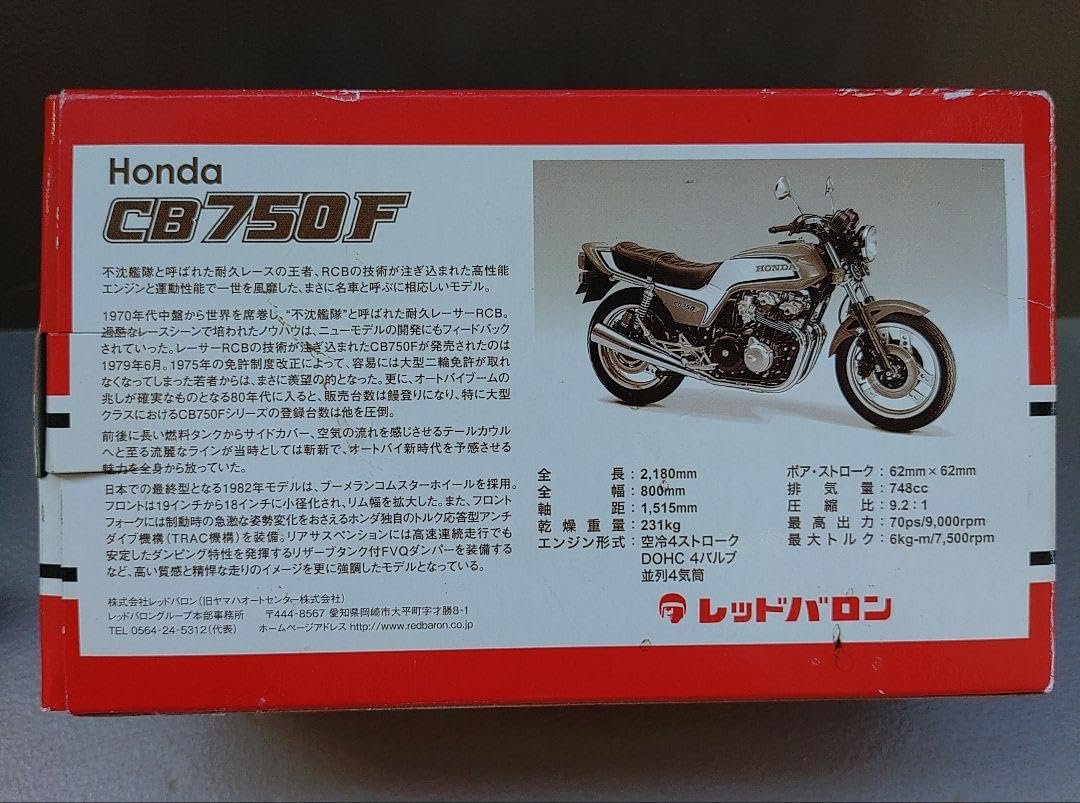 Honda
CB750F
不沈艦隊と呼ばれた耐久レースの王者、RCBの技術が注ぎ込まれた高性能
エンジンと運動性能で一世を風靡した、まさに名車と呼ぶに相応しいモデル。
1970年代中盤から世界を席巻し、“不沈艦隊”と呼ばれた耐久レーサーRCB。
過酷なレースシーンで培われたノウハウは、ニューモデルの開発にもフィードバック
されていった。レーサーRCBの技術が注ぎ込まれたCB750Fが発売されたのは
1979年6月。1975年の免許制度改正によって、容易には大型二輪免許が取れ
なくなってしまった若者からは、まさに羨望の的となった。更に、オートバイブームの
兆しが確実なものとなる80年代に入ると、販売台数は鰻登りになり、特に大型
クラスにおけるCB750Fシリーズの登録台数は他を圧倒。
前後に長い燃料タンクからサイドカバー、空気の流れを感じさせるテールカウル
へと至る流麗なラインが当時としては斬新で、オートバイ新時代を予感させる
魅力を全身から放っていた。
日本での最終型となる1982年モデルは、ブーメランコムスターホイールを採用。
フロントは19インチから18インチに小径化され、リム幅を拡大した。また、フロント
フォークには制動時の急激な姿勢変化をおさえるホンダ独自のトルク応答型アンチ
ダイブ機構（TRAC機構）を装備。リアサスペンションには高速連続走行でも
安定したダンピング特性を発揮するリザーブタンク付FVQダンパーを装備する
など、高い質感と精悍な走りのイメージを更に強調したモデルとなっている。
株式会社レッドバロン（旧ヤマハオートセンター株式会社）
レッドバロングループ本部事務所　〒444-8567 愛知県岡崎市大平町字才勝8-1
TEL 0564-24-5312（代表）　ホームページアドレス http://www.redbaron.co.jp
HONDA
CB750
全長：2,180mm
全幅：800mm
軸距：1,515mm
乾燥重量：231kg
エンジン形式：空冷4ストローク
DOHC 4バルブ
並列4気筒
ボア・ストローク：62mm×62mm
排気量：748cc
圧縮比：9.2：1
最高出力：70ps/9,000rpm
最大トルク：6kg-m/7,500rpm
レッドバロン